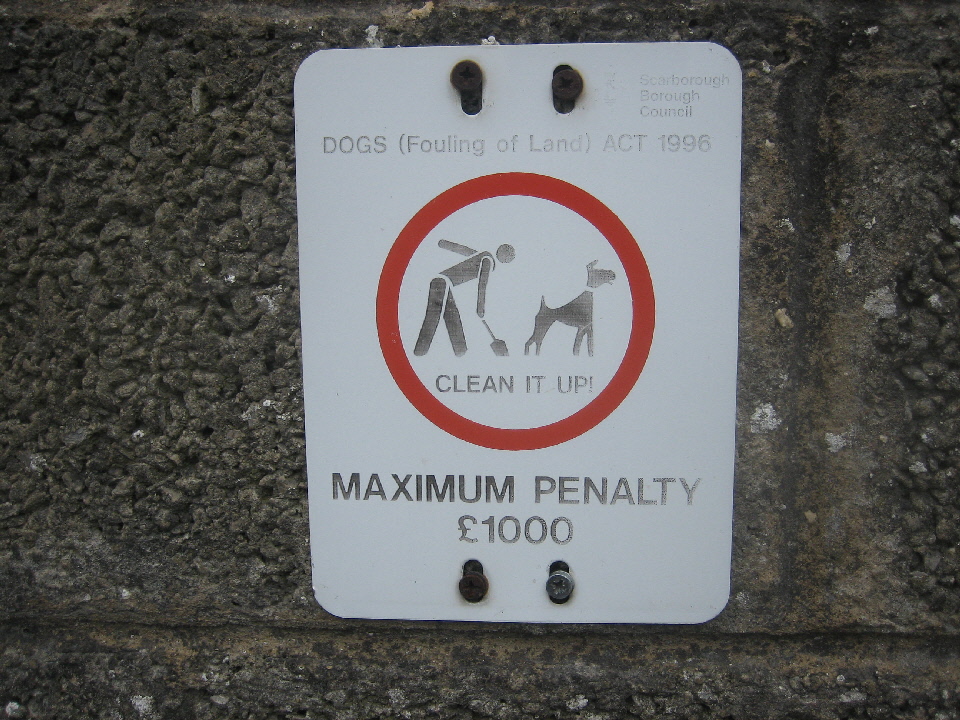 Scarborough
Borough
Council
DOGS (Fouling of Land) ACT 1996
CLEAN IT UP!
MAXIMUM PENALTY
£1000